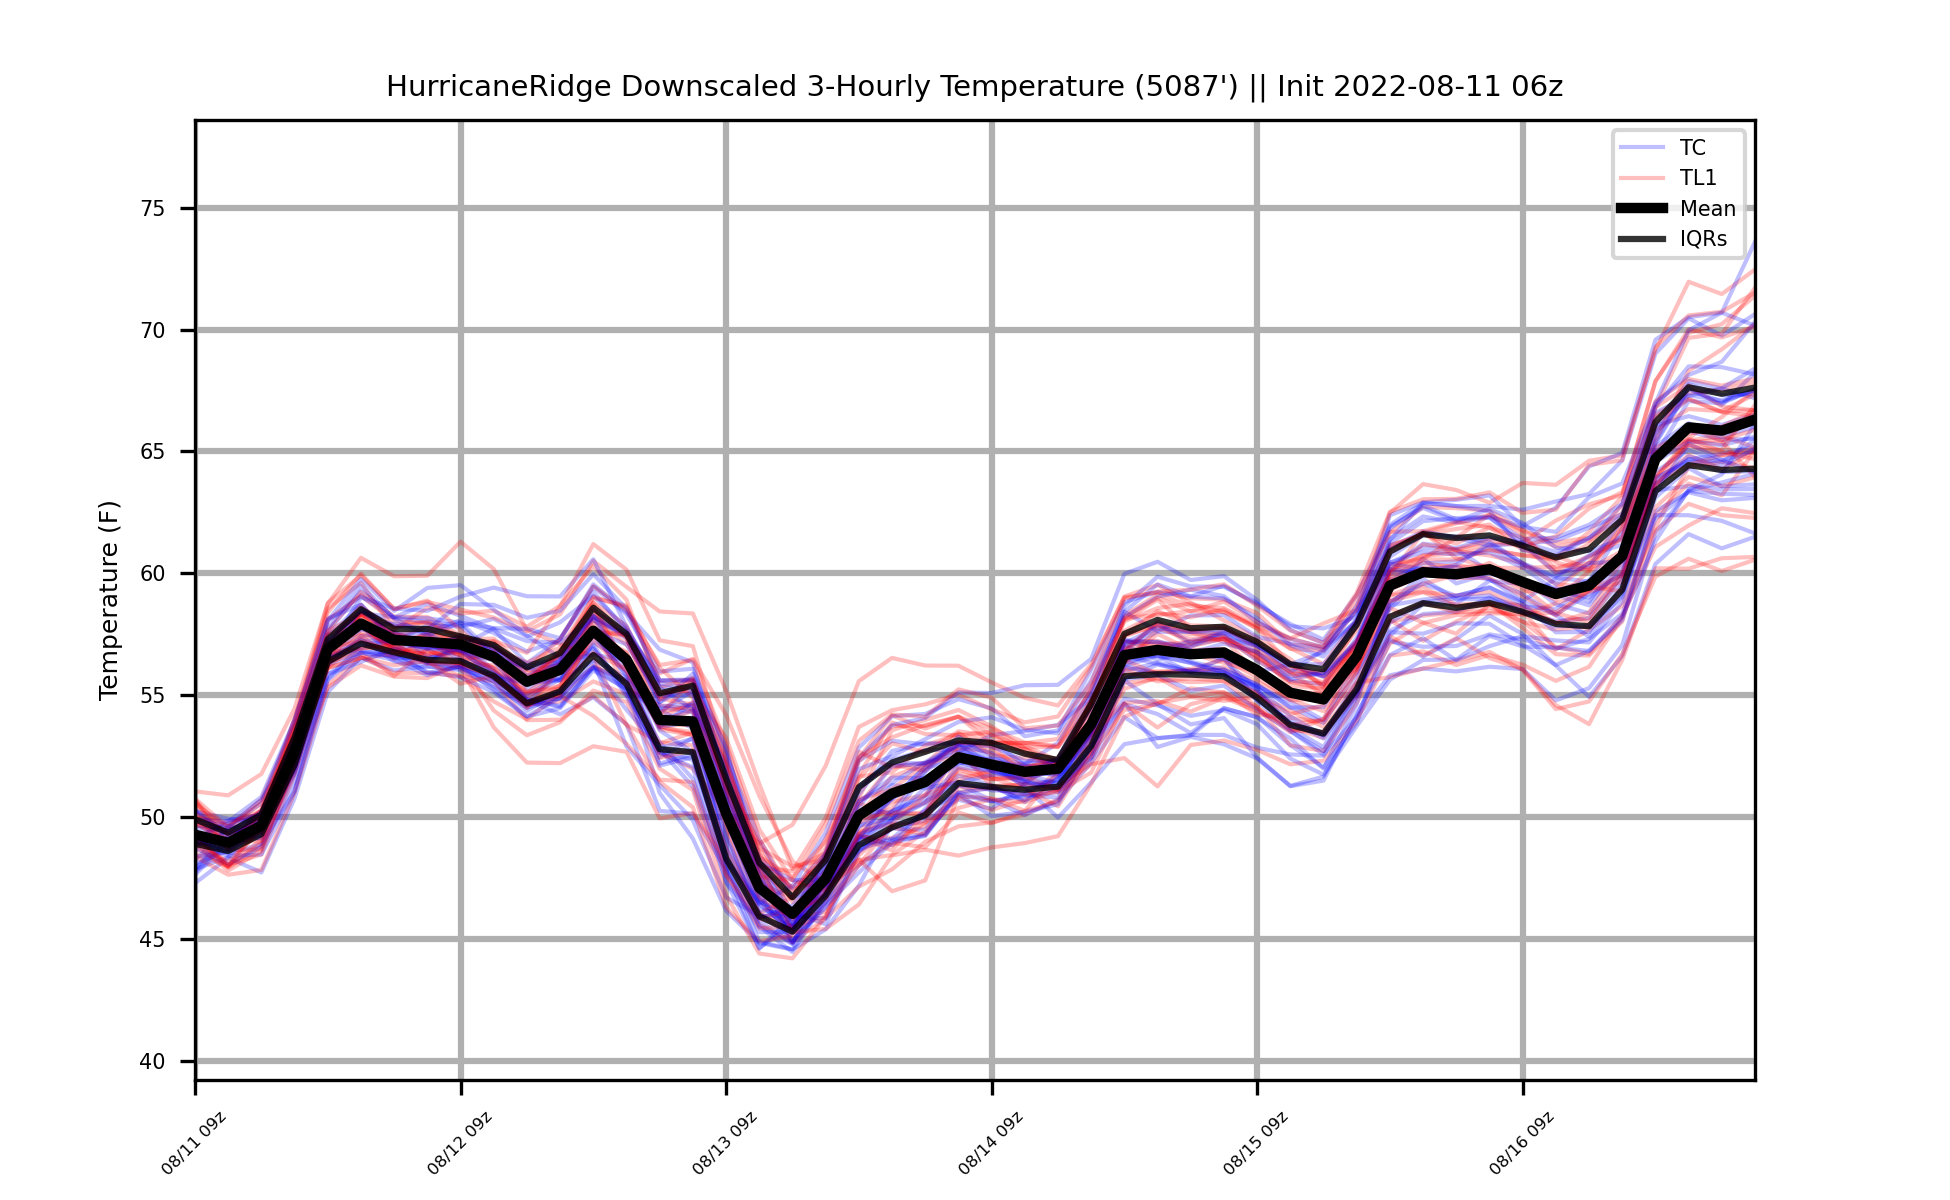 HurricaneRidge Downscaled 3-Hourly Temperature (5087') || Init 2022-08-11 06z
TC
TL1
Mean
IQRs
Temperature (F)
75
70
65
60
55
50
45
40
08/11 09z
08/12 09z
08/13 09z
08/14 09z
08/15 09z
08/16 09z